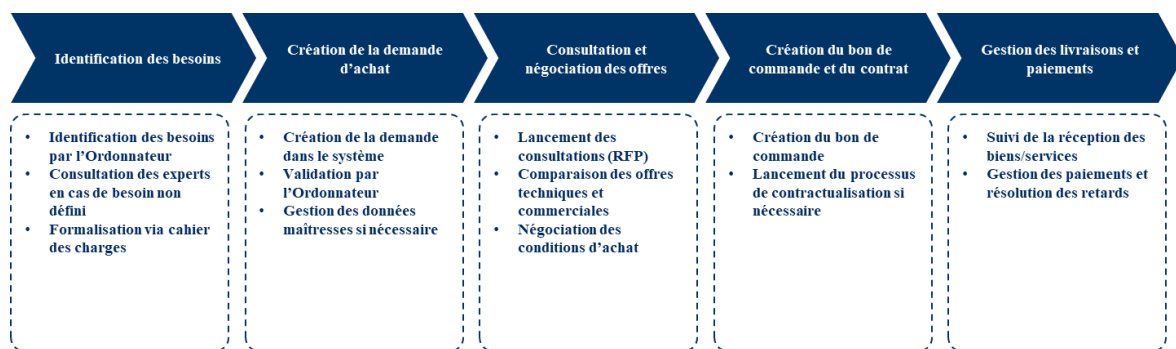 Identification des besoins
Création de la demande
d'achat
Consultation et
négociation des offres
Création du bon de
commande et du contrat
Gestion des livraisons et
paiements
• Identification des besoins
par l'Ordonnateur
• Consultation des experts
en cas de besoin non
défini
• Formalisation via cahier
des charges
• Création de la demande
dans le système
• Validation par
l'Ordonnateur
• Gestion des données
maîtresses si nécessaire
• Lancement des
consultations (RFP)
• Comparaison des offres
techniques et
commerciales
• Négociation des
conditions d'achat
• Création du bon de
commande
• Lancement du processus
de contractualisation si
nécessaire
• Suivi de la réception des
biens/services
• Gestion des paiements et
résolution des retards